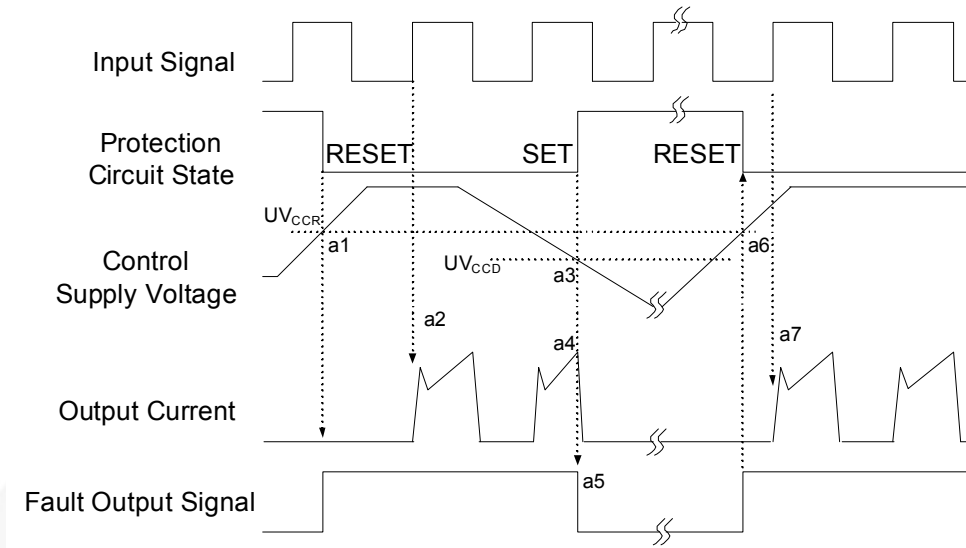 Input Signal
Protection
Circuit State
RESET
SET
RESET
UVCCR
a1
a6
Control
Supply Voltage
UVCCD
a3
a2
a4
a7
Output Current
a5
Fault Output Signal